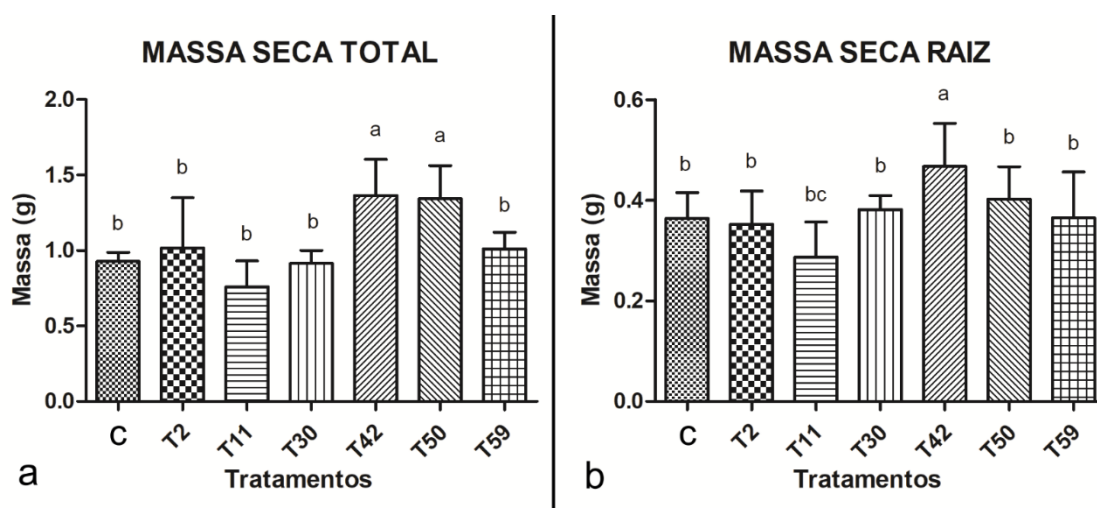 MASSA SECA TOTAL
Massa (g)
2.0
1.5
1.0
0.5
0.0
b
b
b
b
a
a
b
C
T2
T11
T30
T42
T50
T59
Tratamentos
a
MASSA SECA RAIZ
Massa (g)
0.6
0.4
0.2
0.0
b
b
bc
b
a
b
b
C
T2
T11
T30
T42
T50
T59
Tratamentos
b